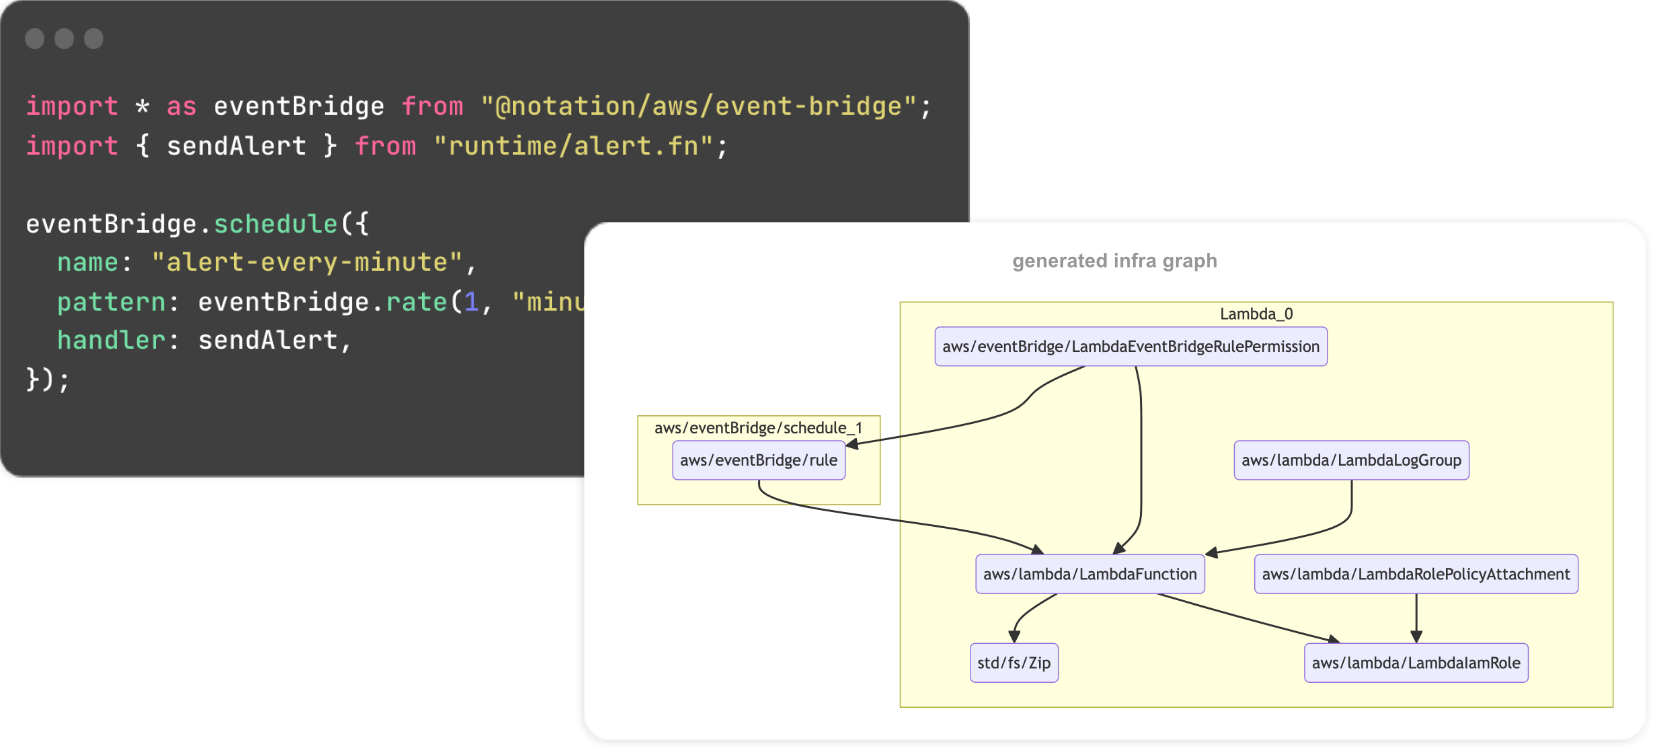 import * as eventBridge from "@notation/aws/event-bridge";
import { sendAlert } from "runtime/alert.fn";
eventBridge.schedule({
name: "alert-every-minute",
pattern: eventBridge.rate(1, "minu
handler: sendAlert,
});
generated infra graph
Lambda_0
aws/eventBridge/LambdaEventBridgeRulePermission
aws/eventBridge/schedule_1
aws/eventBridge/rule
aws/lambda/LambdaLogGroup
aws/lambda/LambdaFunction
aws/lambda/LambdaRolePolicyAttachment
std/fs/Zip
aws/lambda/LambdaIamRole